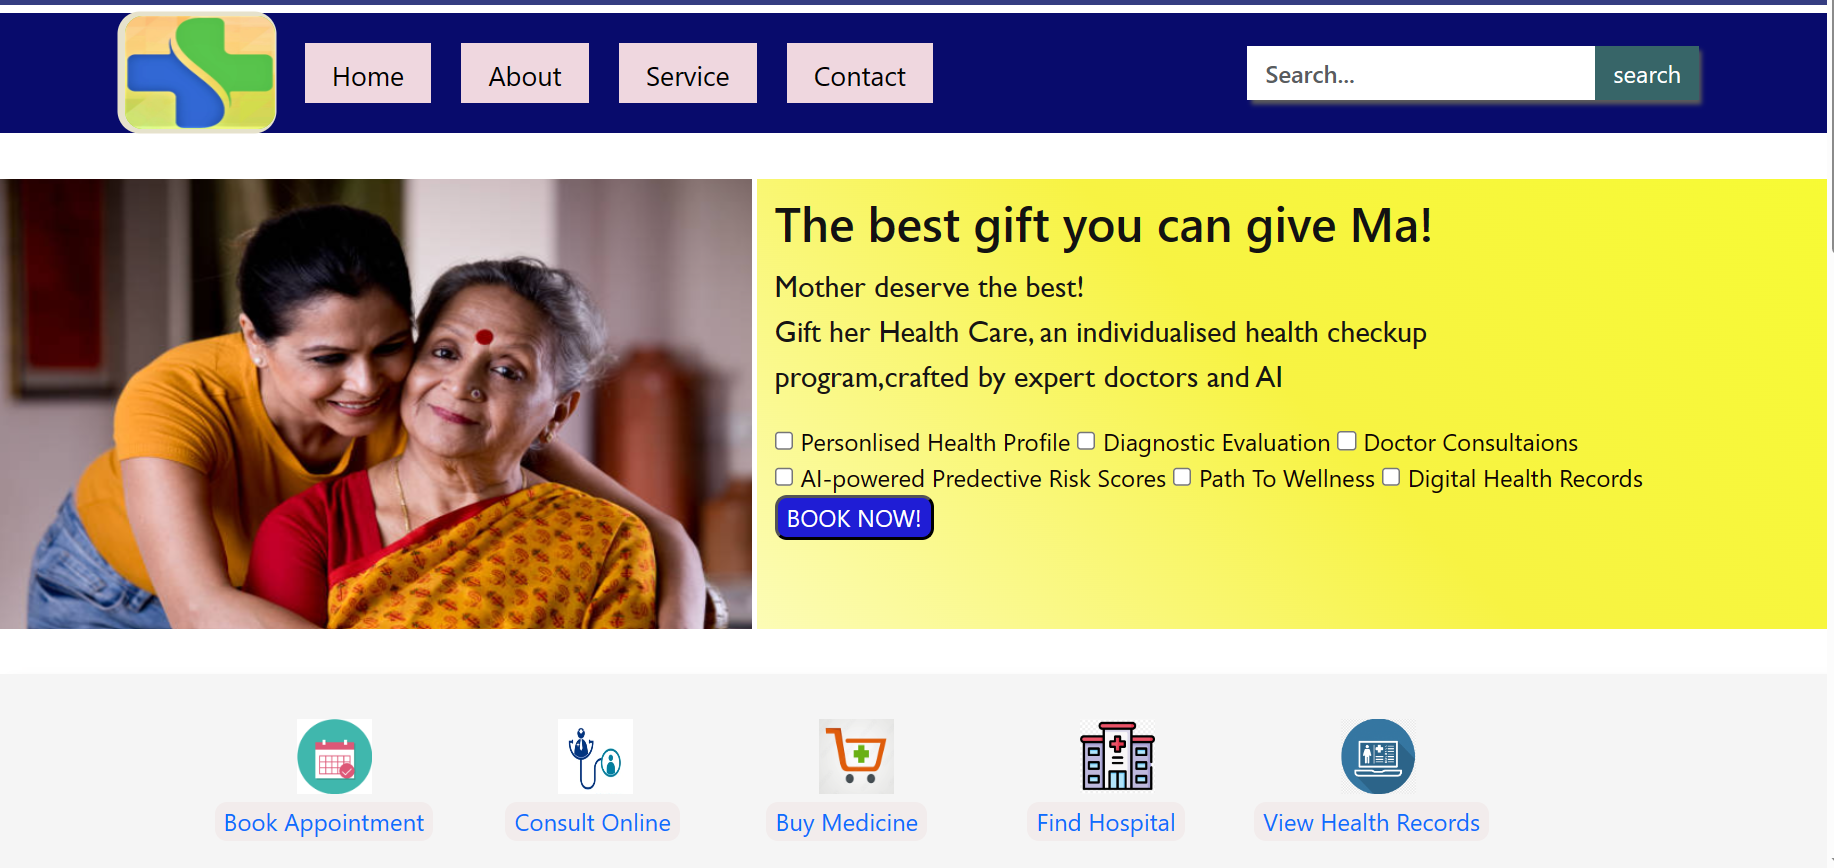 Home About Service Contact Search... search
The best gift you can give Ma!
Mother deserve the best!
Gift her Health Care, an individualised health checkup
program,crafted by expert doctors and AI
Personlised Health Profile Diagnostic Evaluation Doctor Consultaions
AI-powered Predective Risk Scores Path To Wellness Digital Health Records
BOOK NOW!
Book Appointment Consult Online Buy Medicine Find Hospital View Health Records